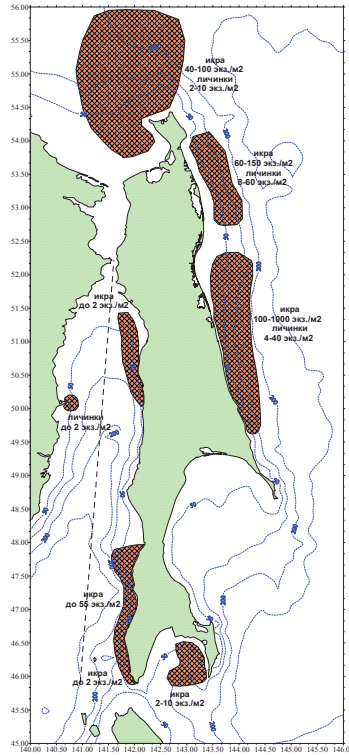 56.00
55.50
55.00
54.50
54.00
53.50
53.00
52.50
52.00
51.50
51.00
50.50
50.00
49.50
49.00
48.50
48.00
47.50
47.00
46.50
46.00
45.50
45.00
икра
40-100 экз./м2
личинки
2-10 экз./м2
икра
60-150 экз./м2
личинки
8-60 экз./м2
икра
до 2 экз./м2
икра
100-1000 экз./м2
личинки
4-40 экз./м2
личинки
до 2 экз./м2
икра
до 55 экз./м2
икра
до 2 экз./м2
икра
2-10 экз./м2
140.00 140.50 141.00 141.50 142.00 142.50 143.00 143.50 144.00 144.50 145.00 145.50